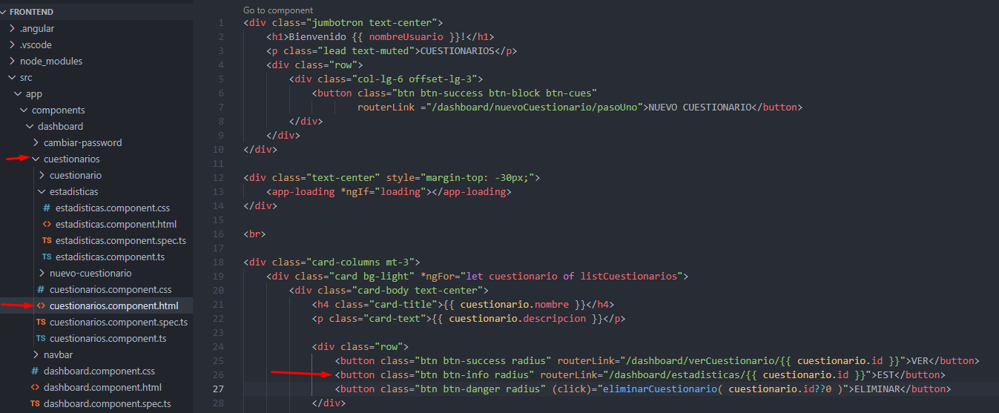 FRONTEND
.angular
.vscode
node_modules
src
app
components
dashboard
cambiar-password
cuestionarios
cuestionario
estadisticas
# estadisticas.component.css
<> estadisticas.component.html
TS estadisticas.component.spec.ts
TS estadisticas.component.ts
nuevo-cuestionario
# cuestionarios.component.css
<> cuestionarios.component.html
TS cuestionarios.component.spec.ts
TS cuestionarios.component.ts
navbar
# dashboard.component.css
<> dashboard.component.html
TS dashboard.component.spec.ts
Go to component
1 <div class="jumbotron text-center">
2 <h1>Bienvenido {{ nombreUsuario }}!</h1>
3 <p class="lead text-muted">CUESTIONARIOS</p>
4 <div class="row">
5 <div class="col-lg-6 offset-lg-3">
6 <button class="btn btn-success btn-block btn-cues"
7 routerLink ="/dashboard/nuevoCuestionario/pasoUno">NUEVO CUESTIONARIO</button>
8 </div>
9 </div>
10 </div>
11
12 <div class="text-center" style="margin-top: -30px;">
13 <app-loading *ngIf="loading"></app-loading>
14 </div>
15
16 <br>
17
18 <div class="card-columns mt-3">
19 <div class="card bg-light" *ngFor="let cuestionario of listCuestionarios">
20 <div class="card-body text-center">
21 <h4 class="card-title">{{ cuestionario.nombre }}</h4>
22 <p class="card-text">{{ cuestionario.descripcion }}</p>
23
24 <div class="row">
25 <button class="btn btn-success radius" routerLink="/dashboard/verCuestionario/{{ cuestionario.id }}">VER</button>
26 <button class="btn btn-info radius" routerLink="/dashboard/estadisticas/{{ cuestionario.id }}">EST</button>
27 <button class="btn btn-danger radius" (click)="eliminarCuestionario( cuestionario.id??0 )">ELIMINAR</button>
28 </div>